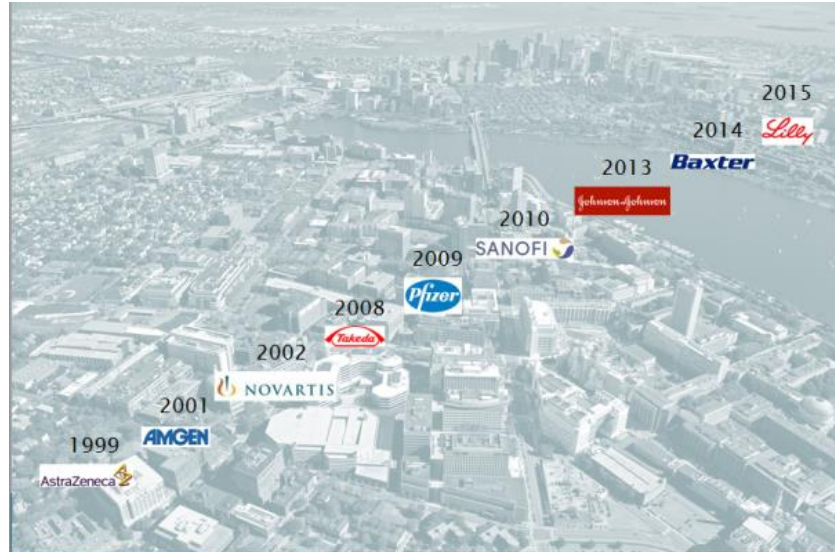 2015
Lilly
2014
Baxter
2013
Johnson&Johnson
2010
SANOFI
2009
Pfizer
2008
Takeda
2002
NOVARTIS
2001
AMGEN
1999
AstraZeneca